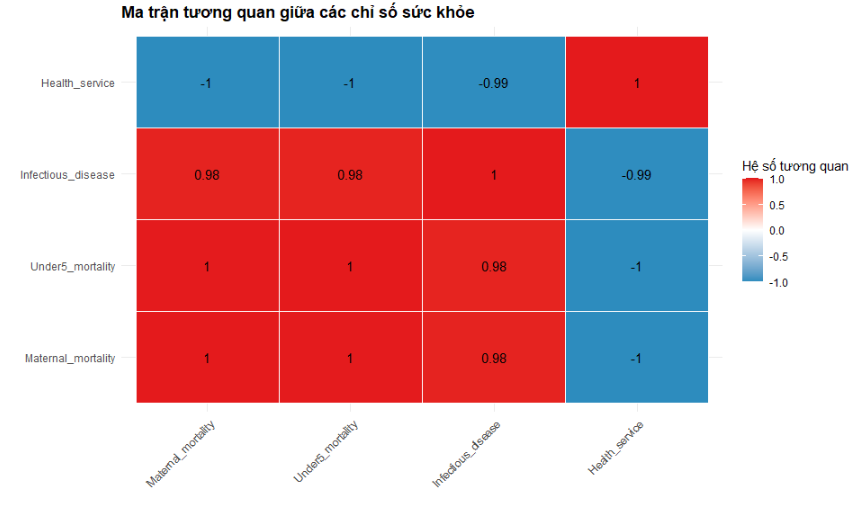 Ma trận tương quan giữa các chỉ số sức khỏe
Health_service
-1 -1 -0.99 1
Infectious_disease
0.98 0.98 1 -0.99
Under5_mortality
1 1 0.98 -1
Maternal_mortality
1 1 0.98 -1
Maternal_mortality
Under5_mortality
Infectious_disease
Health_service
Hệ số tương quan
1.0
0.5
0.0
-0.5
-1.0